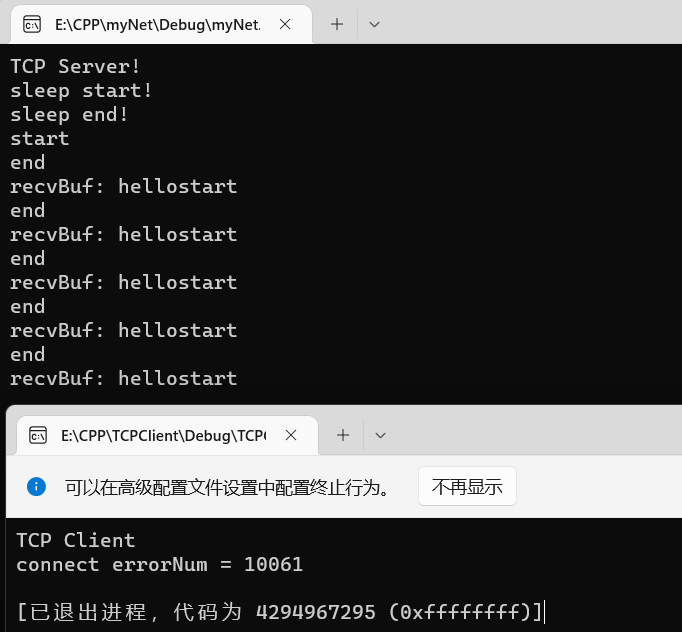 E:\CPP\myNet\Debug\myNet.
TCP Server!
sleep start!
sleep end!
start
end
recvBuf: hellostart
end
recvBuf: hellostart
end
recvBuf: hellostart
end
recvBuf: hellostart
end
recvBuf: hellostart
E:\CPP\TCPClient\Debug\TCP
可以在高级配置文件设置中配置终止行为。 不再显示
TCP Client
connect errorNum = 10061
[已退出进程，代码为 4294967295 (0xffffffff)]